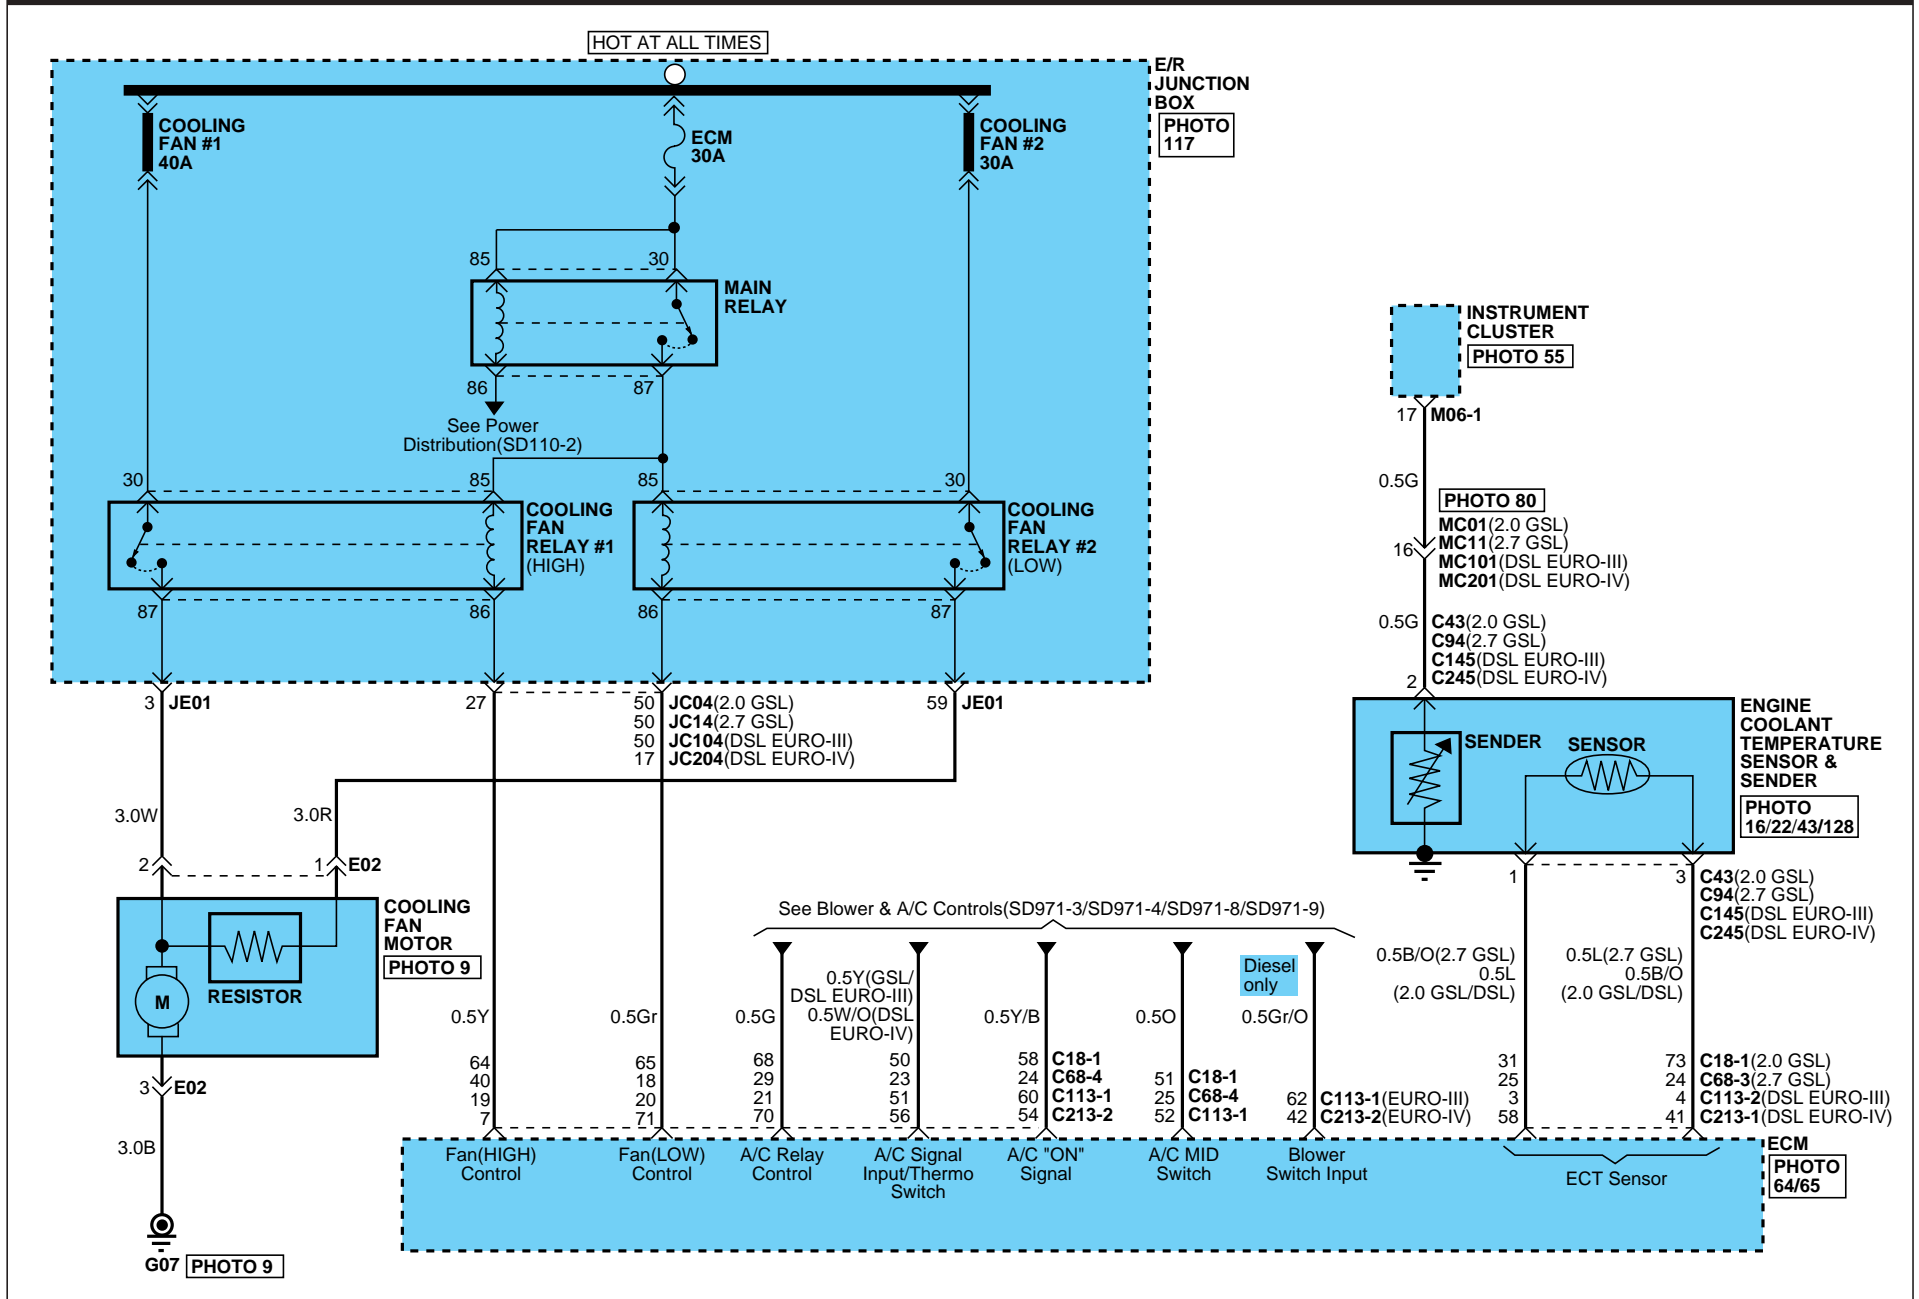 HOT AT ALL TIMES
E/R
JUNCTION
BOX
PHOTO
117
COOLING
FAN #1
40A
ECM
30A
COOLING
FAN #2
30A
85
30
MAIN
RELAY
86
87
See Power
Distribution(SD110-2)
30
85
85
30
COOLING
FAN
RELAY #1
(HIGH)
COOLING
FAN
RELAY #2
(LOW)
87
86
86
87
3 JE01
27
50 JC04(2.0 GSL)
50 JC14(2.7 GSL)
50 JC104(DSL EURO-III)
17 JC204(DSL EURO-IV)
59 JE01
INSTRUMENT
CLUSTER
PHOTO 55
17 M06-1
0.5G
PHOTO 80
16
MC01(2.0 GSL)
MC11(2.7 GSL)
MC101(DSL EURO-III)
MC201(DSL EURO-IV)
0.5G
C43(2.0 GSL)
C94(2.7 GSL)
C145(DSL EURO-III)
2 C245(DSL EURO-IV)
SENDER
SENSOR
ENGINE
COOLANT
TEMPERATURE
SENSOR &
SENDER
PHOTO
16/22/43/128
1
3 C43(2.0 GSL)
C94(2.7 GSL)
C145(DSL EURO-III)
C245(DSL EURO-IV)
3.0W
3.0R
2
1 E02
COOLING
FAN
MOTOR
PHOTO 9
M
RESISTOR
3 E02
3.0B
G07 PHOTO 9
See Blower & A/C Controls(SD971-3/SD971-4/SD971-8/SD971-9)
0.5Y
0.5Gr
0.5G
0.5Y(GSL/
DSL EURO-III)
0.5W/O(DSL
EURO-IV)
0.5Y/B
0.5O
Diesel
only
0.5Gr/O
0.5B/O(2.7 GSL)
0.5L
(2.0 GSL/DSL)
0.5L(2.7 GSL)
0.5B/O
(2.0 GSL/DSL)
64
40
19
7
65
18
20
71
68
29
21
70
50
23
51
56
58 C18-1
24 C68-4
60 C113-1
54 C213-2
51 C18-1
25 C68-4
52 C113-1
62 C113-1(EURO-III)
42 C213-2(EURO-IV)
31
25
3
58
73 C18-1(2.0 GSL)
24 C68-3(2.7 GSL)
4 C113-2(DSL EURO-III)
41 C213-1(DSL EURO-IV)
Fan(HIGH)
Control
Fan(LOW)
Control
A/C Relay
Control
A/C Signal
Input/Thermo
Switch
A/C "ON"
Signal
A/C MID
Switch
Blower
Switch Input
ECT Sensor
ECM
PHOTO
64/65